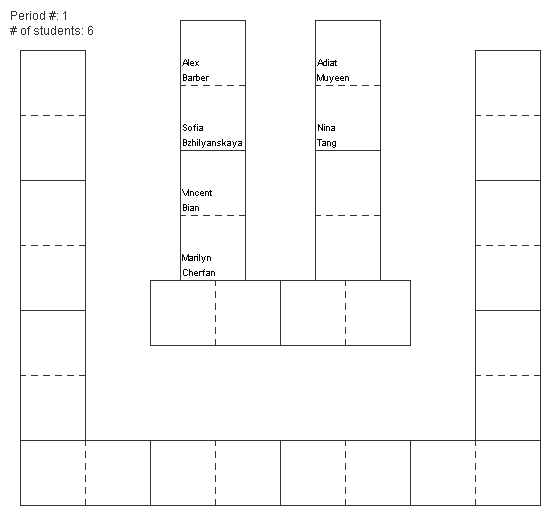 Period #: 1
# of students: 6
Alex
Barber
Adiat
Muyeen
Sofia
Bzhilyanskaya
Nina
Tang
Vincent
Bian
Marilyn
Cherfan